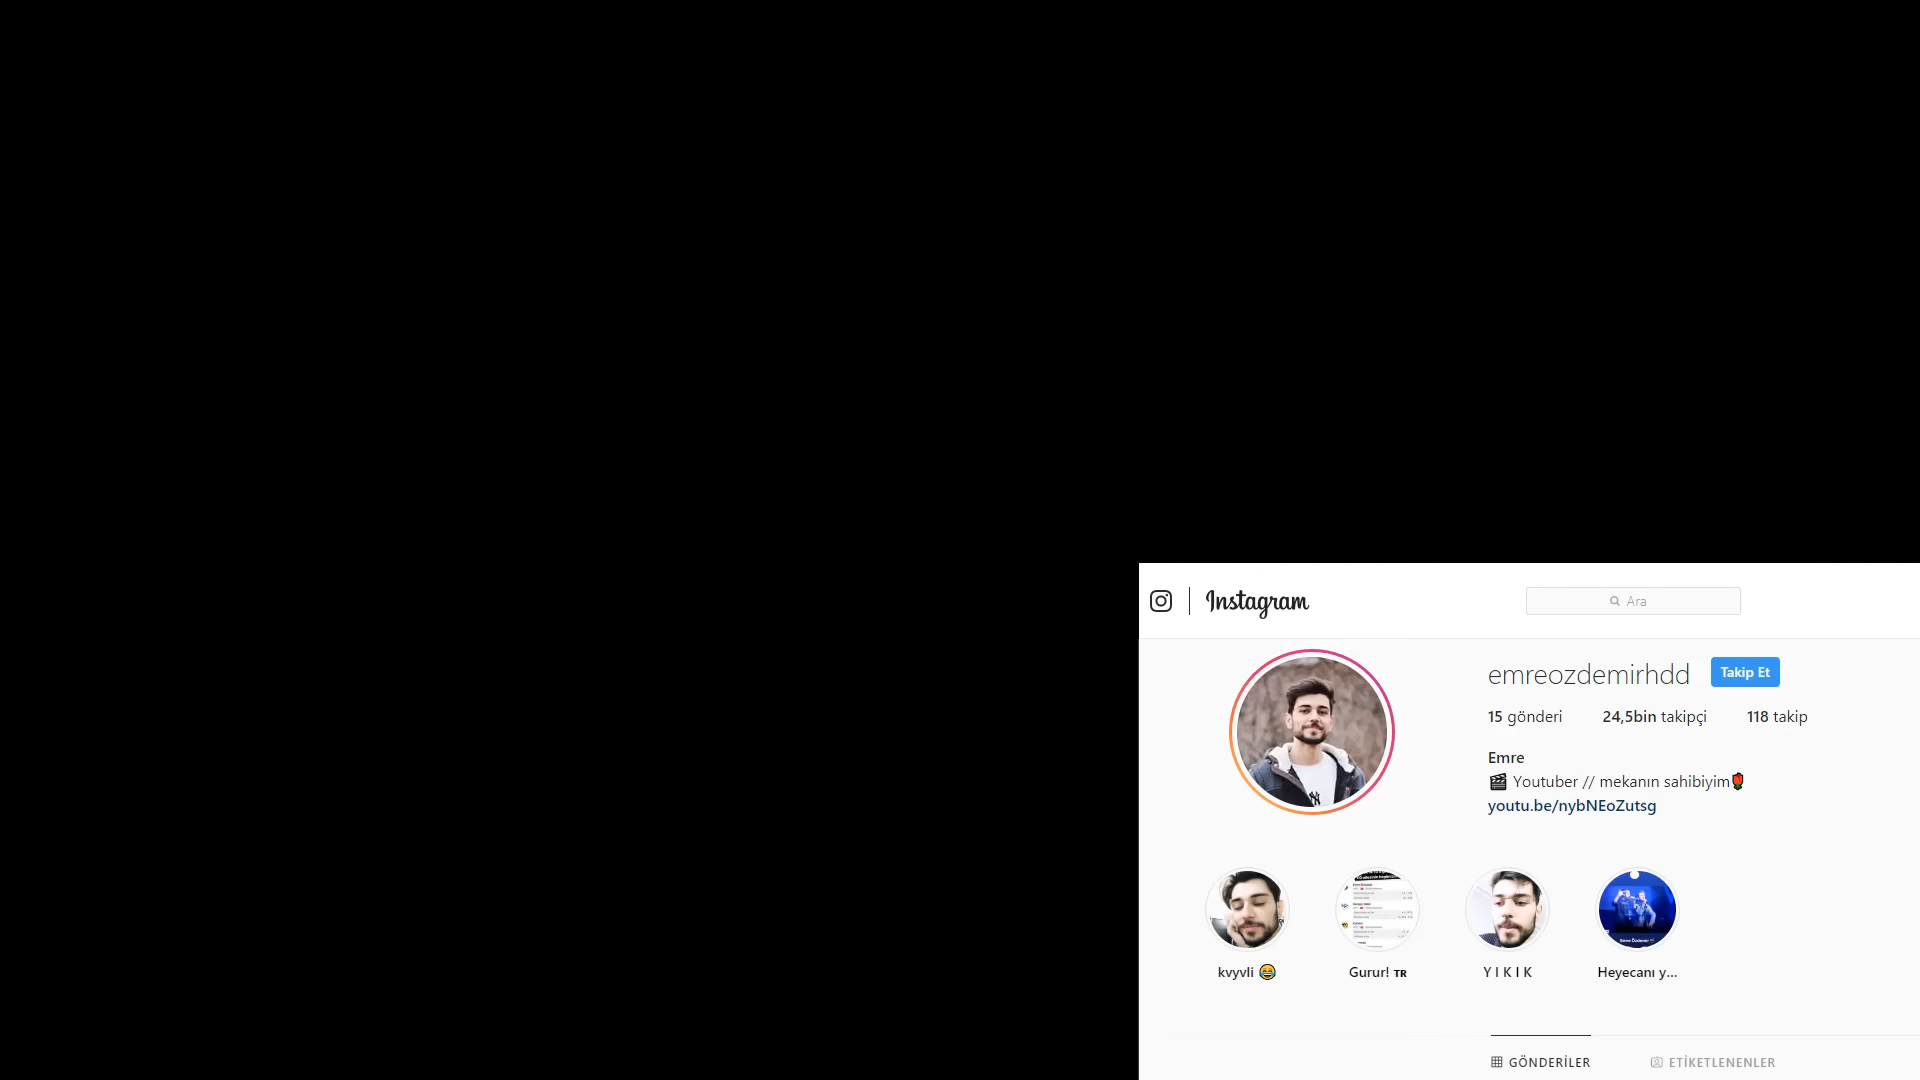 Instagram
Ara
emreozdemirhdd
Takip Et
15 gönderi 24,5bin takipçi 118 takip
Emre
🎬 Youtuber // mekanın sahibiyim🌹
youtu.be/nybNEoZutsg
kvyvli 😂
Gurur! TR
Y I K I K
Heyecanı y...
GÖNDERİLER
ETİKETLENENLER